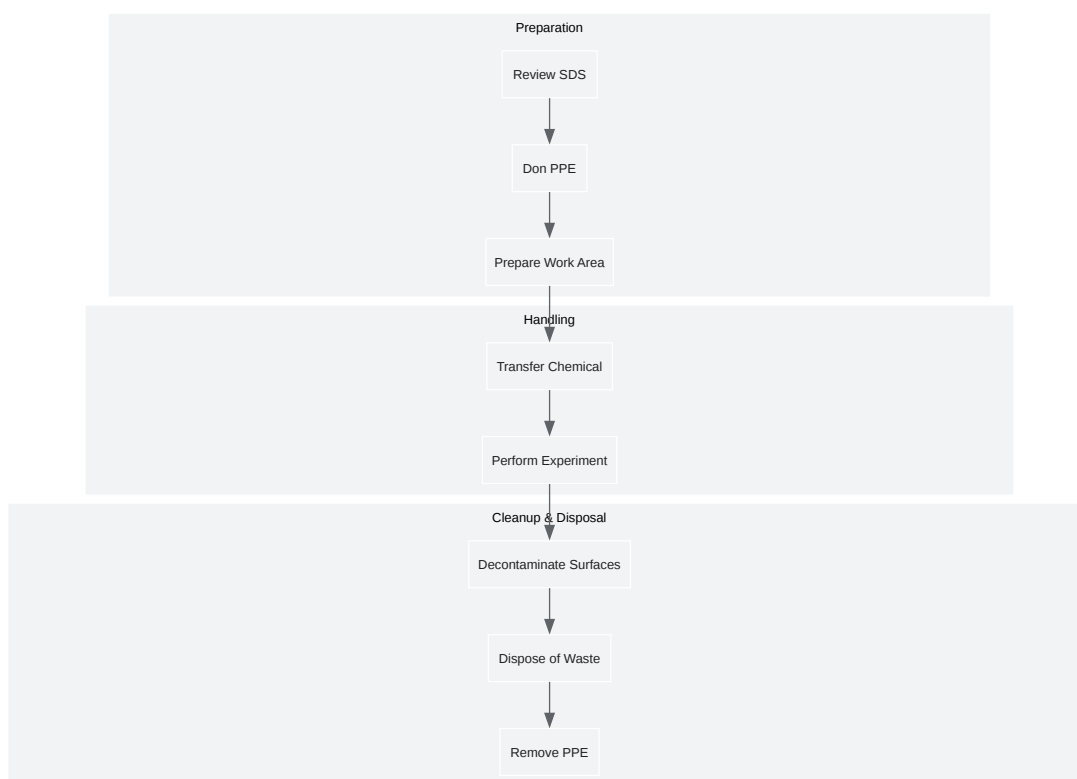 Preparation
Review SDS
Don PPE
Prepare Work Area
Handling
Transfer Chemical
Perform Experiment
Cleanup & Disposal
Decontaminate Surfaces
Dispose of Waste
Remove PPE